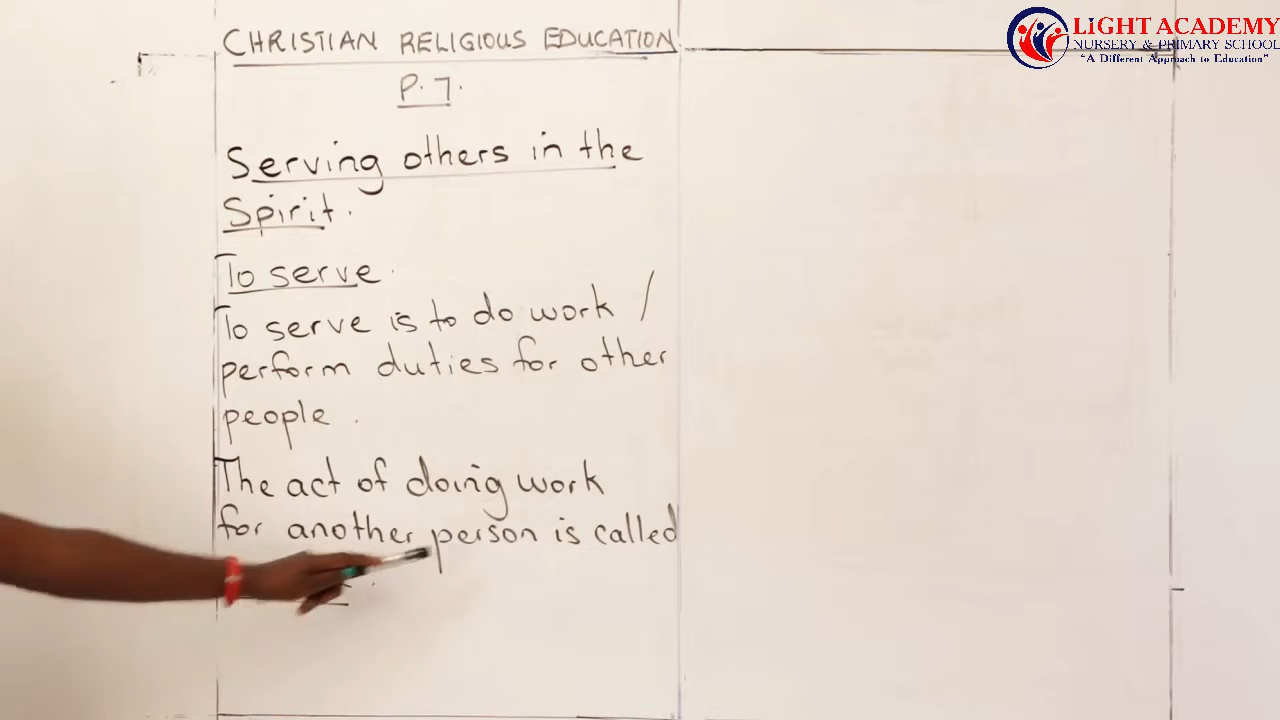 CHRISTIAN RELIGIOUS EDUCATION
P.7.
Serving others in the
Spirit.
To serve.
To serve is to do work /
perform duties for other
people.
The act of doing work
for another person is called
LIGHT ACADEMY
NURSERY & PRIMARY SCHOOL
"A Different Approach to Education"